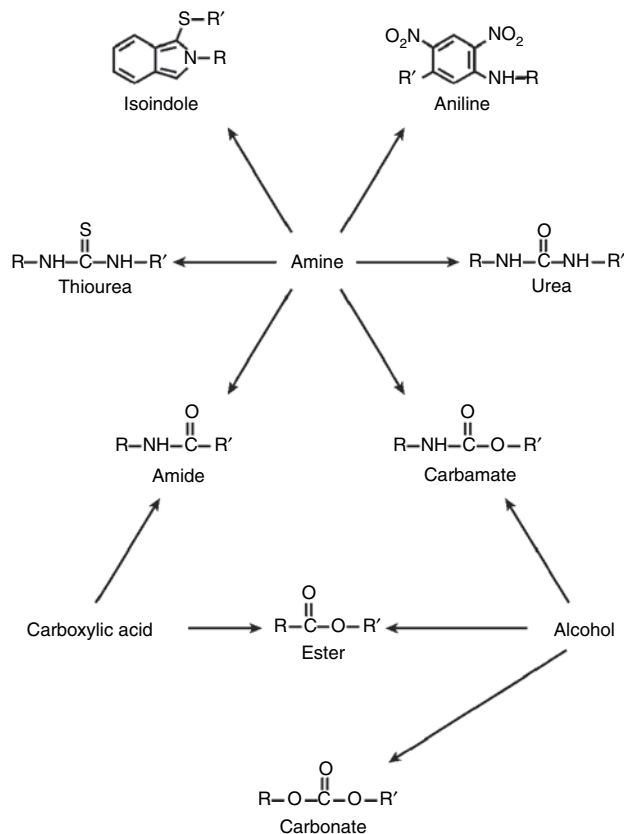 S–R′
N–R
Isoindole
O₂N NO₂
R′ NH–R
Aniline
S
R–NH–C–NH–R′
Thiourea
Amine
O
R–NH–C–NH–R′
Urea
O
R–NH–C–R′
Amide
O
R–NH–C–O–R′
Carbamate
Carboxylic acid
O
R–C–O–R′
Ester
Alcohol
O
R–O–C–O–R′
Carbonate